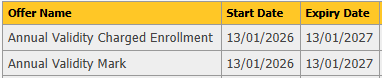 Offer Name Start Date Expiry Date
Annual Validity Charged Enrollment 13/01/2026 13/01/2027
Annual Validity Mark 13/01/2026 13/01/2027